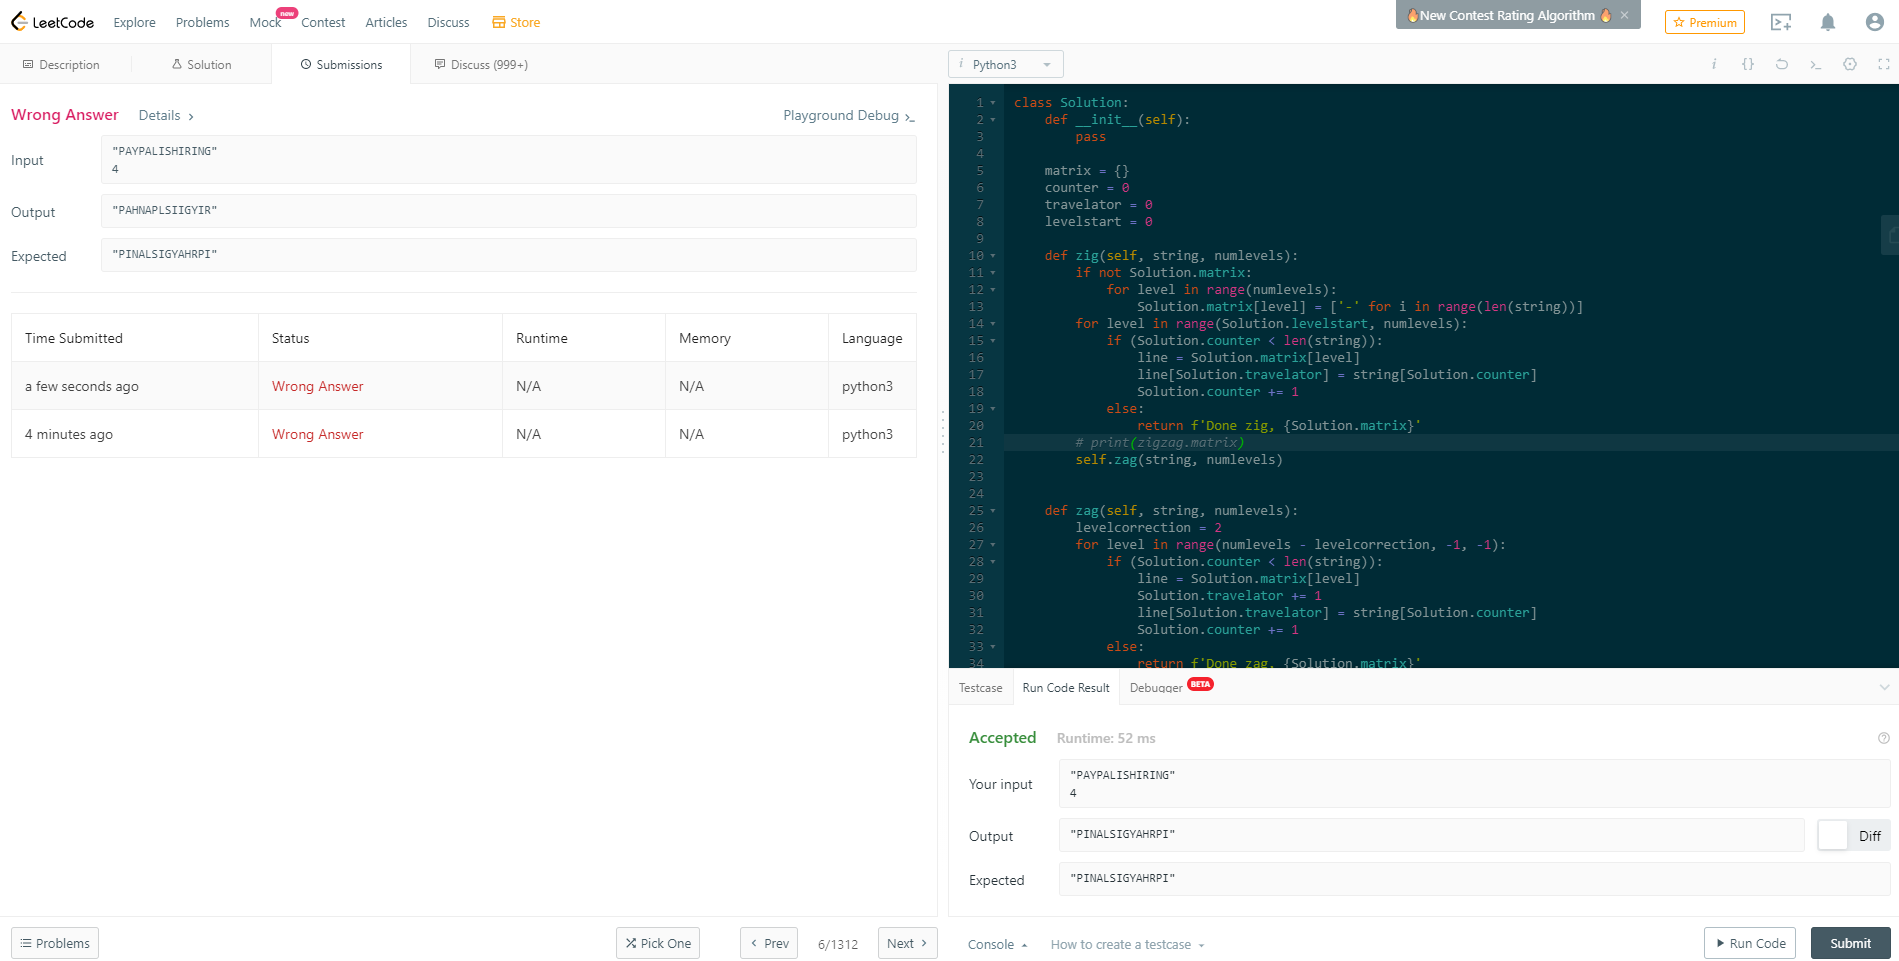 LeetCode Explore Problems Mock new Contest Articles Discuss Store New Contest Rating Algorithm × Premium
Description Solution Submissions Discuss (999+)
Wrong Answer Details > Playground Debug >_
Input "PAYPALISHIRING"
4
Output "PAHNAPLSIIGYIR"
Expected "PINALSIGYAHRPI"
Time Submitted Status Runtime Memory Language
a few seconds ago Wrong Answer N/A N/A python3
4 minutes ago Wrong Answer N/A N/A python3
Problems Pick One < Prev 6/1312 Next >
i Python3 i {} >_
1 class Solution:
2 def __init__(self):
3 pass
4
5 matrix = {}
6 counter = 0
7 travelator = 0
8 levelstart = 0
9
10 def zig(self, string, numlevels):
11 if not Solution.matrix:
12 for level in range(numlevels):
13 Solution.matrix[level] = ['-' for i in range(len(string))]
14 for level in range(Solution.levelstart, numlevels):
15 if (Solution.counter < len(string)):
16 line = Solution.matrix[level]
17 line[Solution.travelator] = string[Solution.counter]
18 Solution.counter += 1
19 else:
20 return f'Done zig, {Solution.matrix}'
21 # print(zigzag.matrix)
22 self.zag(string, numlevels)
23
24
25 def zag(self, string, numlevels):
26 levelcorrection = 2
27 for level in range(numlevels - levelcorrection, -1, -1):
28 if (Solution.counter < len(string)):
29 line = Solution.matrix[level]
30 Solution.travelator += 1
31 line[Solution.travelator] = string[Solution.counter]
32 Solution.counter += 1
33 else:
34 return f'Done zag, {Solution.matrix}'
Testcase Run Code Result Debugger BETA
Accepted Runtime: 52 ms
Your input "PAYPALISHIRING"
4
Output "PINALSIGYAHRPI" Diff
Expected "PINALSIGYAHRPI"
Console How to create a testcase Run Code Submit